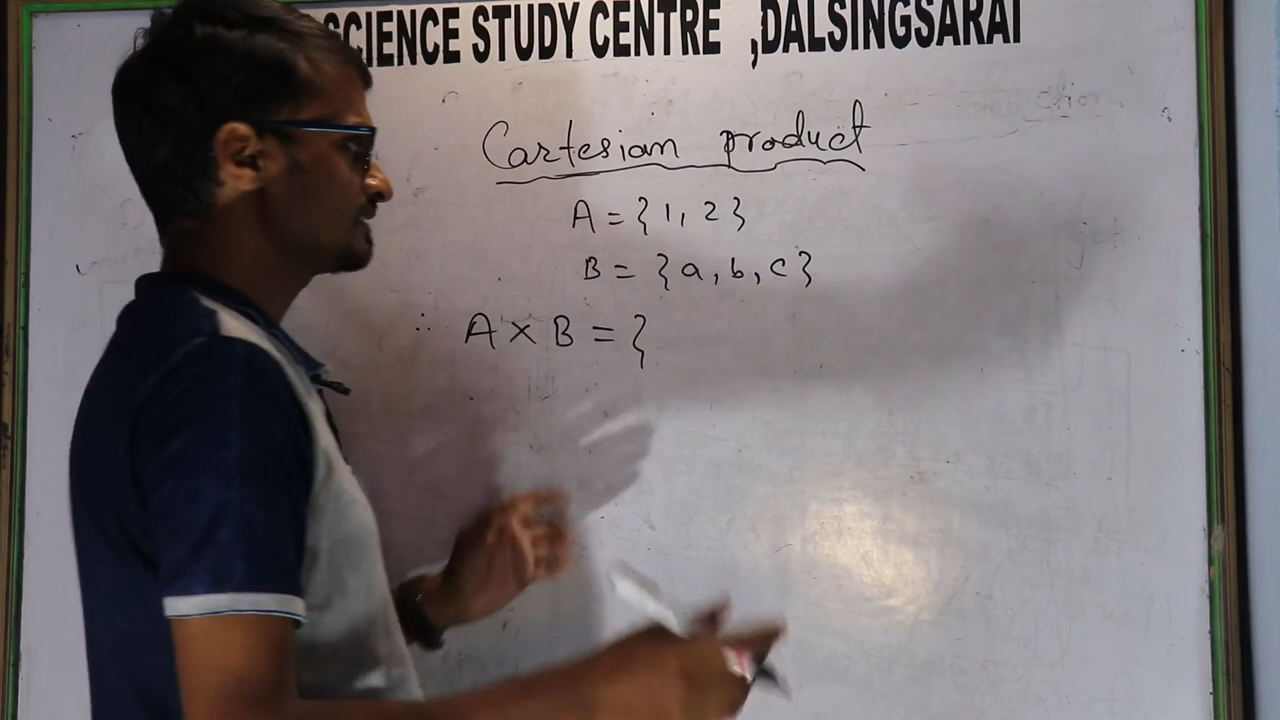 SCIENCE STUDY CENTRE ,DALSINGSARAI
Cartesian product
A = {1, 2}
B = {a, b, c}
∴ A × B = {